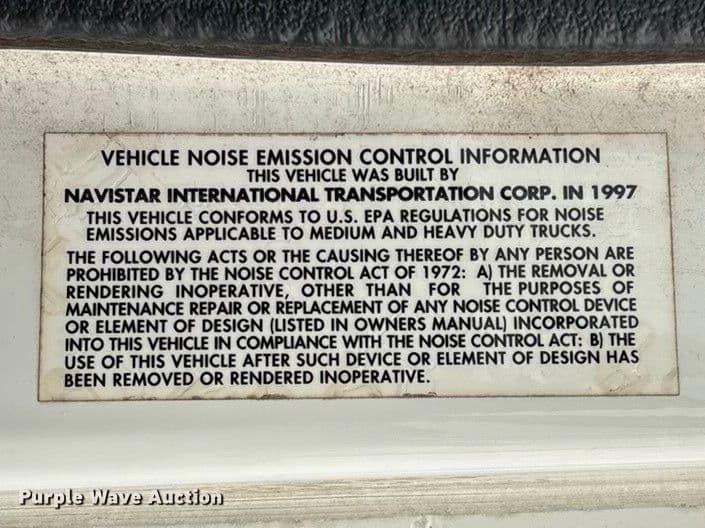 VEHICLE NOISE EMISSION CONTROL INFORMATION
THIS VEHICLE WAS BUILT BY
NAVISTAR INTERNATIONAL TRANSPORTATION CORP. IN 1997
THIS VEHICLE CONFORMS TO U.S. EPA REGULATIONS FOR NOISE
EMISSIONS APPLICABLE TO MEDIUM AND HEAVY DUTY TRUCKS.
THE FOLLOWING ACTS OR THE CAUSING THEREOF BY ANY PERSON ARE
PROHIBITED BY THE NOISE CONTROL ACT OF 1972: A) THE REMOVAL OR
RENDERING INOPERATIVE, OTHER THAN FOR THE PURPOSES OF
MAINTENANCE REPAIR OR REPLACEMENT OF ANY NOISE CONTROL DEVICE
OR ELEMENT OF DESIGN (LISTED IN OWNERS MANUAL) INCORPORATED
INTO THIS VEHICLE IN COMPLIANCE WITH THE NOISE CONTROL ACT: B) THE
USE OF THIS VEHICLE AFTER SUCH DEVICE OR ELEMENT OF DESIGN HAS
BEEN REMOVED OR RENDERED INOPERATIVE.
Purple Wave Auction